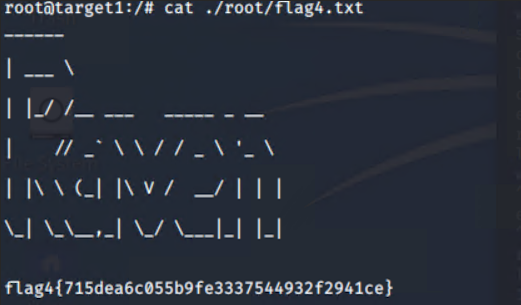 root@target1:/# cat ./root/flag4.txt
______
| ___ \
| |_/ /__ ___   _____ _ __
|    // _` \ \ / / _ \ '_ \
| |\ \ (_| |\ V /  __/ | | |
\_| \_\__,_| \_/ \___|_| |_|
flag4{715dea6c055b9fe3337544932f2941ce}